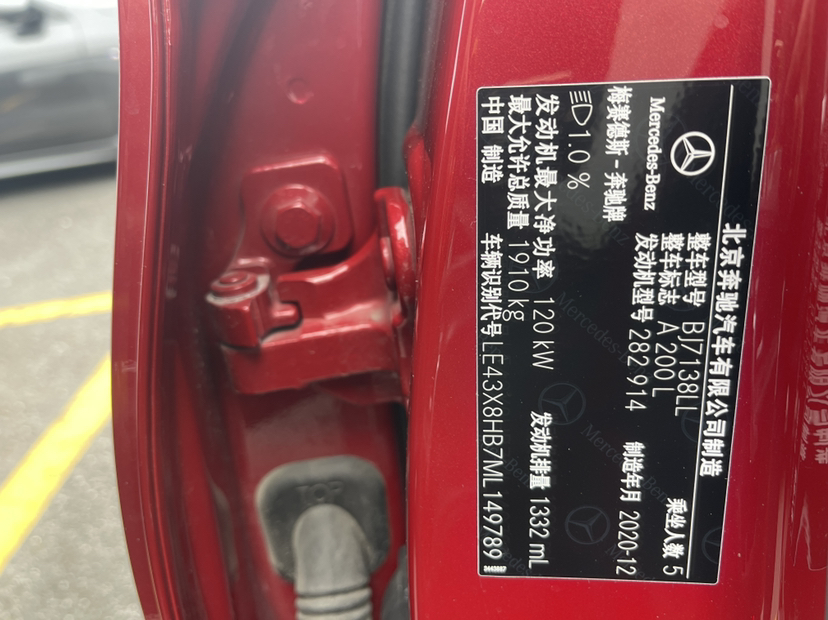 北京奔驰汽车有限公司制造
Mercedes-Benz
整车型号 BJ7138LL 乘坐人数 5
整车标志 A 200 L
梅赛德斯-奔驰牌 发动机型号 282 914 制造年月 2020-12
1.0 %
发动机最大净功率 120 kW 发动机排量 1332 mL
最大允许总质量 1910 kg
中国 制造 车辆识别代号 LE43X8HB7ML149789
TOP